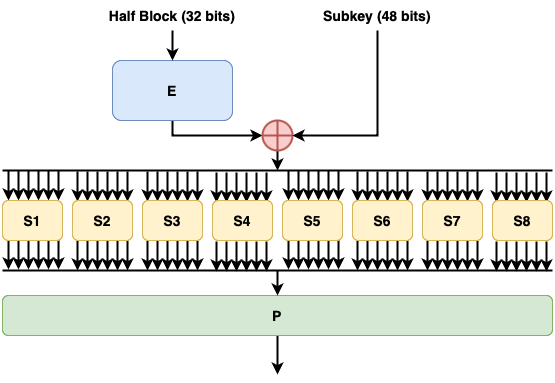 Half Block (32 bits)
Subkey (48 bits)
E
S1
S2
S3
S4
S5
S6
S7
S8
P